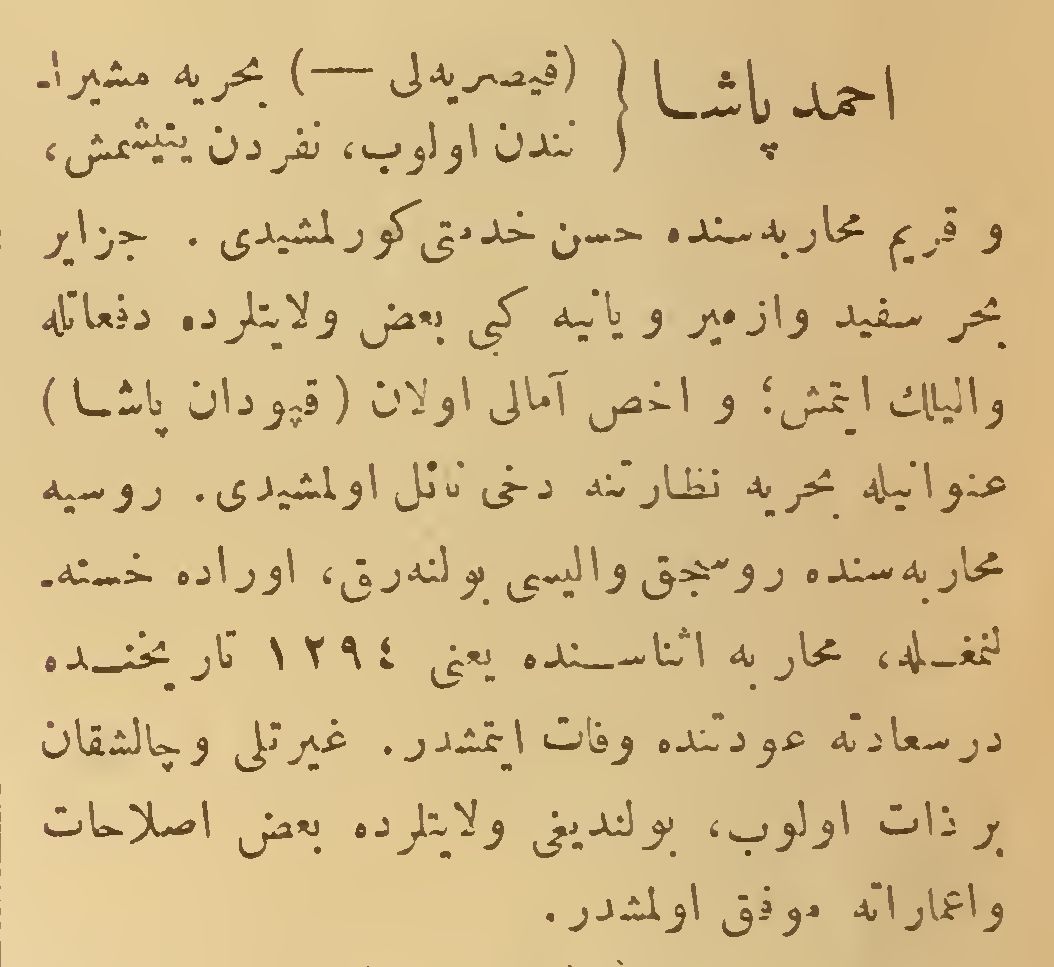 احمد پاشا { (قیصریه‌لی —) بحریه مشیرا-
ندن اولوب، نفردن یتیشمش،
و قریم محاربه‌سنده حسن خدمتی کورلمشیدی . جزایر
بحر سفید وازمیر و یانیه کبی بعض ولایتلرده دفعاتله
والیلك ایتمش؛ و اخص آمالی اولان (قپودان پاشا)
عنوانیله بحریه نظارتنه دخی نائل اولمشیدی. روسیه
محاربه‌سنده روسجق والیسی بولنه‌رق، اوراده خسته-
لنمغله، محاربه اثناسنده یعنی ١٢٩٤ تاریخنده
درسعادته عودتنده وفات ایتمشدر. غیرتلی وچالشقان
بر ذات اولوب، بولندیغی ولایتلرده بعض اصلاحات
واعماراته موفق اولمشدر.